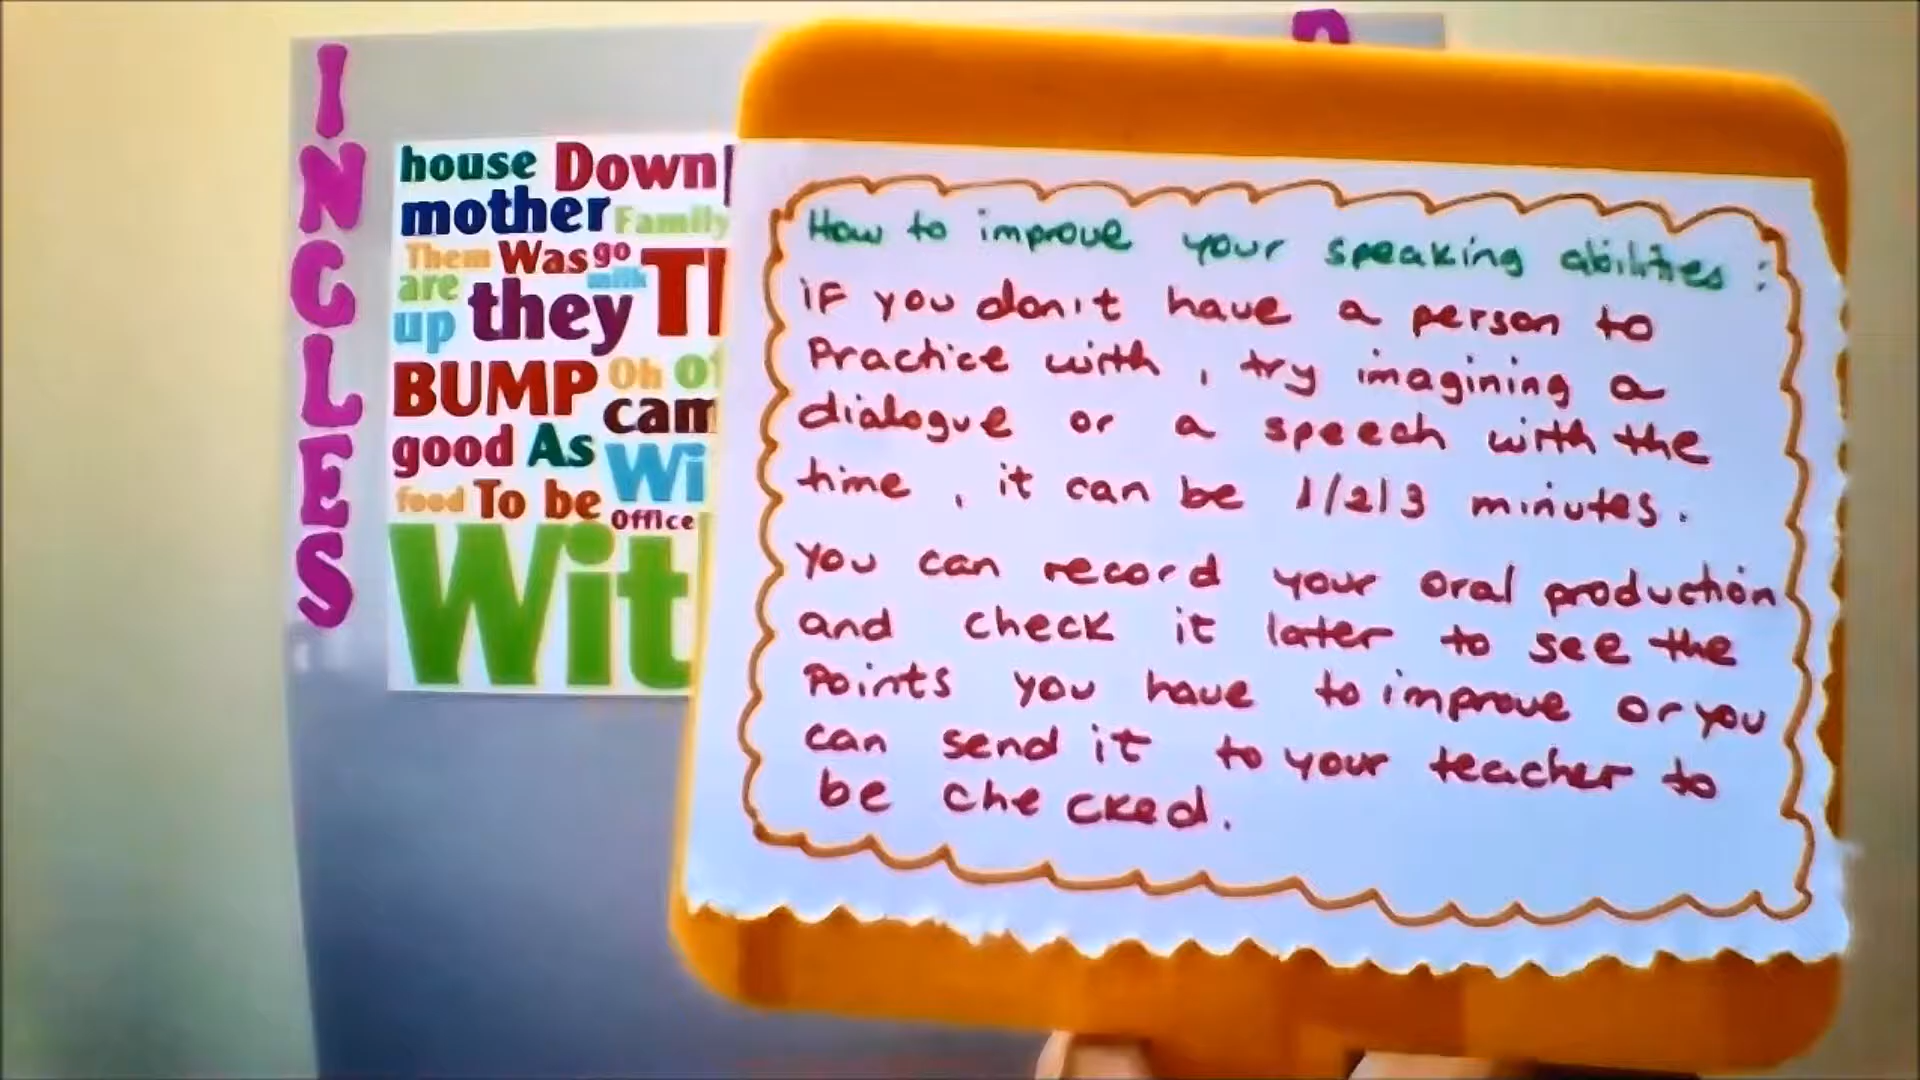 INGLES
house Down
mother Family
Them Was go
are milk
up they
BUMP Oh
good As
food To be
Office
How to improve your speaking abilities:
if you don't have a person to
Practice with, try imagining a
dialogue or a speech with the
time, it can be 1/2/3 minutes.
You can record your oral production
and check it later to see the
Points you have to improve or you
can send it to your teacher to
be checked.